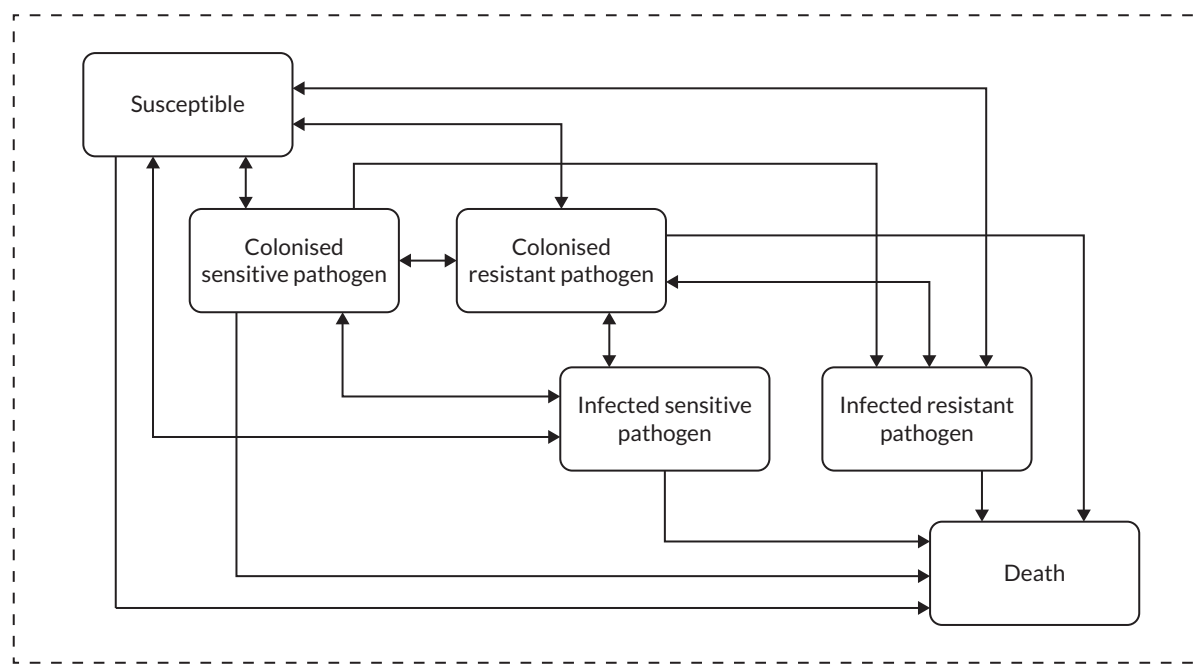 Susceptible
Colonised
sensitive pathogen
Colonised
resistant pathogen
Infected sensitive
pathogen
Infected resistant
pathogen
Death